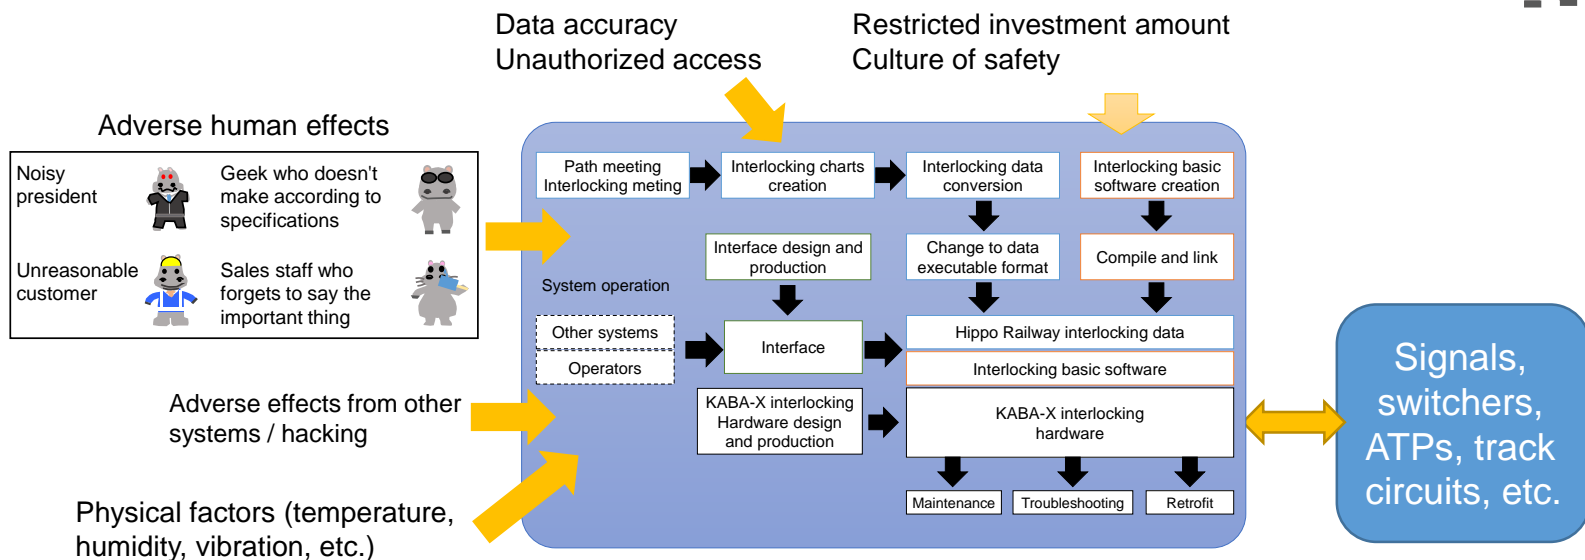 Data accuracy
Unauthorized access
Restricted investment amount
Culture of safety
Adverse human effects
Noisy
president
Geek who doesn't
make according to
specifications
Unreasonable
customer
Sales staff who
forgets to say the
important thing
Adverse effects from other
systems / hacking
Physical factors (temperature,
humidity, vibration, etc.)
Path meeting
Interlocking meting
Interlocking charts
creation
Interlocking data
conversion
Interlocking basic
software creation
Interface design and
production
Change to data
executable format
Compile and link
System operation
Other systems
Operators
Interface
Hippo Railway interlocking data
Interlocking basic software
KABA-X interlocking
Hardware design
and production
KABA-X interlocking
hardware
Maintenance
Troubleshooting
Retrofit
Signals,
switchers,
ATPs, track
circuits, etc.